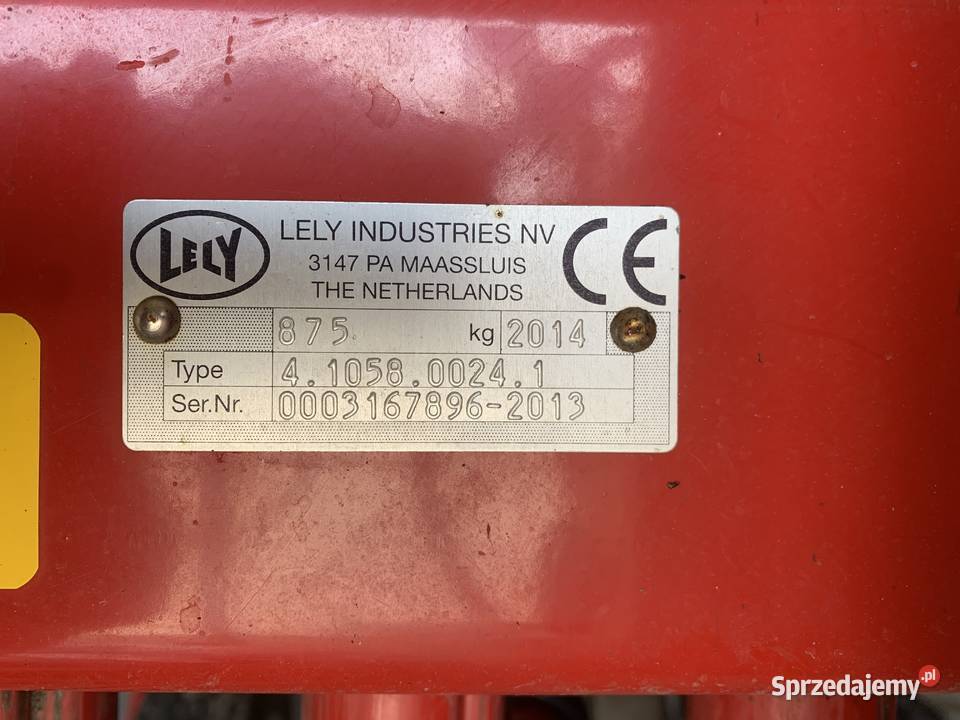 LELY
LELY INDUSTRIES NV
3147 PA MAASSLUIS
THE NETHERLANDS
CE
875 kg 2014
Type 4.1058.0024.1
Ser.Nr. 0003167896-2013
Sprzedajemy.pl